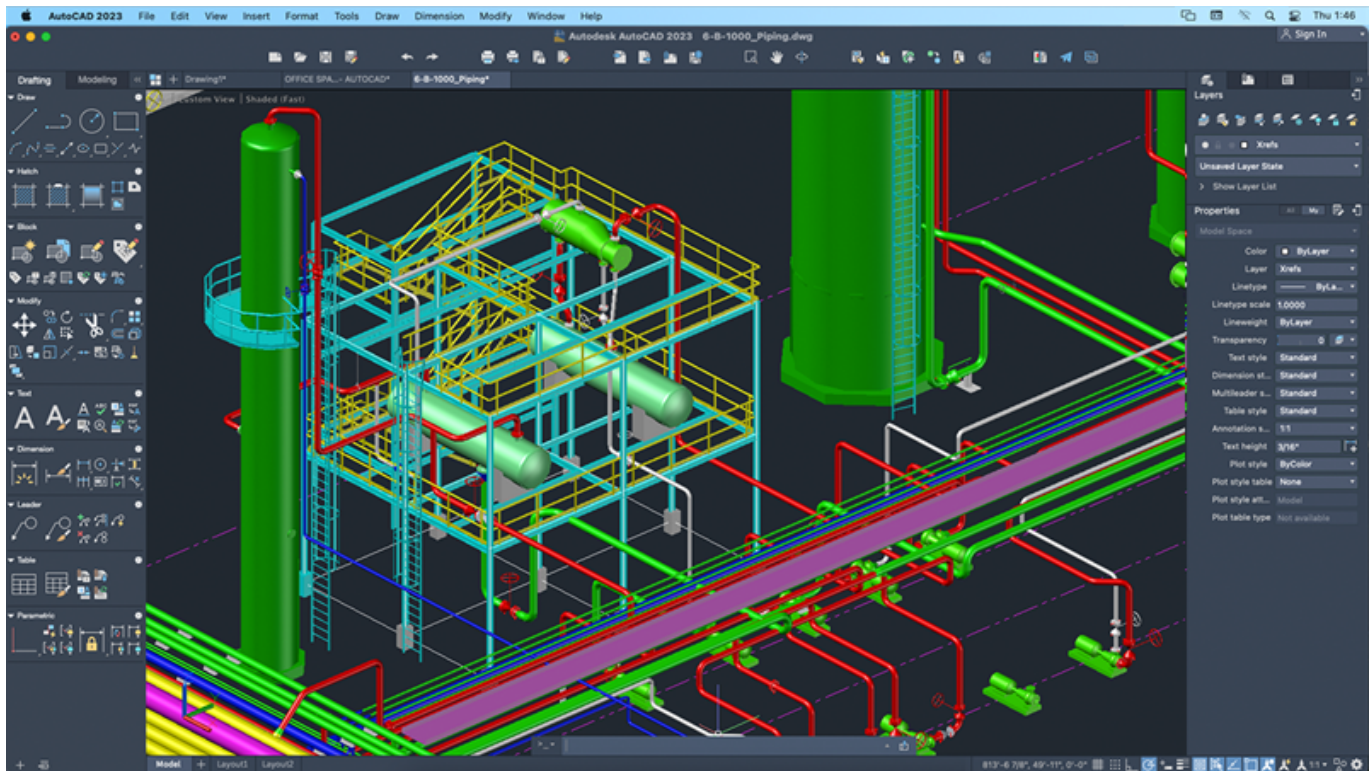 AutoCAD 2023 File Edit View Insert Format Tools Draw Dimension Modify Window Help Thu 1:46
Autodesk AutoCAD 2023 6-B-1000_Piping.dwg
Sign In
Drafting Modeling Drawing1* OFFICE SPA...- AUTOCAD* 6-B-1000_Piping*
Custom View | Shaded (Fast)
Draw
Hatch
Block
Modify
Text
Dimension
Leader
Table
Parametric
Layers
Xrefs
Unsaved Layer State
Show Layer List
Properties All My
Model Space
Color ByLayer
Layer Xrefs
Linetype ByLa...
Linetype scale 1.0000
Lineweight ByLayer
Transparency 0
Text style Standard
Dimension st... Standard
Multileader s... Standard
Table style Standard
Annotation s... 1:1
Text height 3/16"
Plot style ByColor
Plot style table None
Plot style att... Model
Plot table type Not available
Model Layout1 Layout2
813'-6 7/8", 49'-11", 0'-0" 1:1